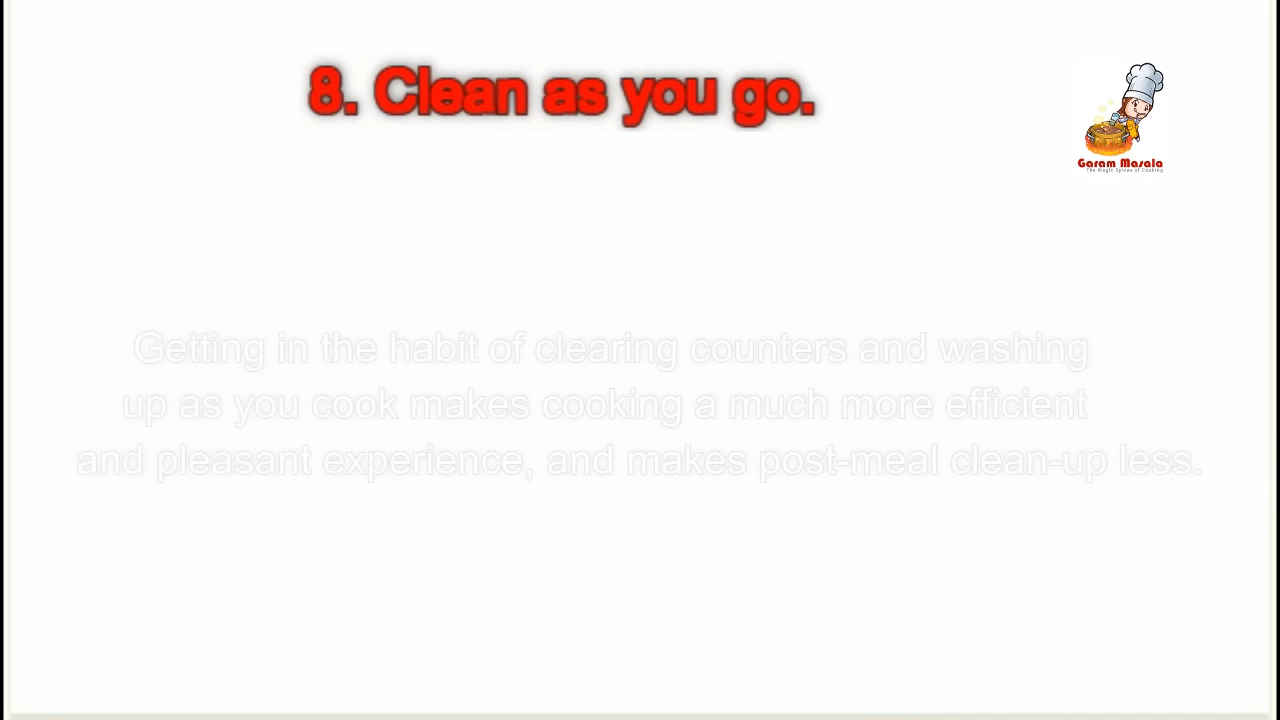 8. Clean as you go.
Garam Masala
The Magic Spices of Cooking
Getting in the habit of clearing counters and washing
up as you cook makes cooking a much more efficient
and pleasant experience, and makes post-meal clean-up less.